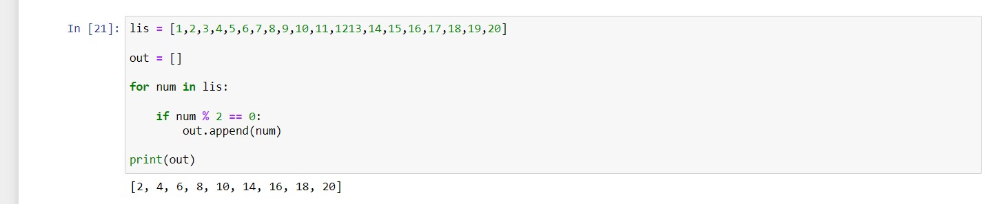 In [21]: lis = [1,2,3,4,5,6,7,8,9,10,11,1213,14,15,16,17,18,19,20]
out = []
for num in lis:
    if num % 2 == 0:
        out.append(num)
print(out)
[2, 4, 6, 8, 10, 14, 16, 18, 20]